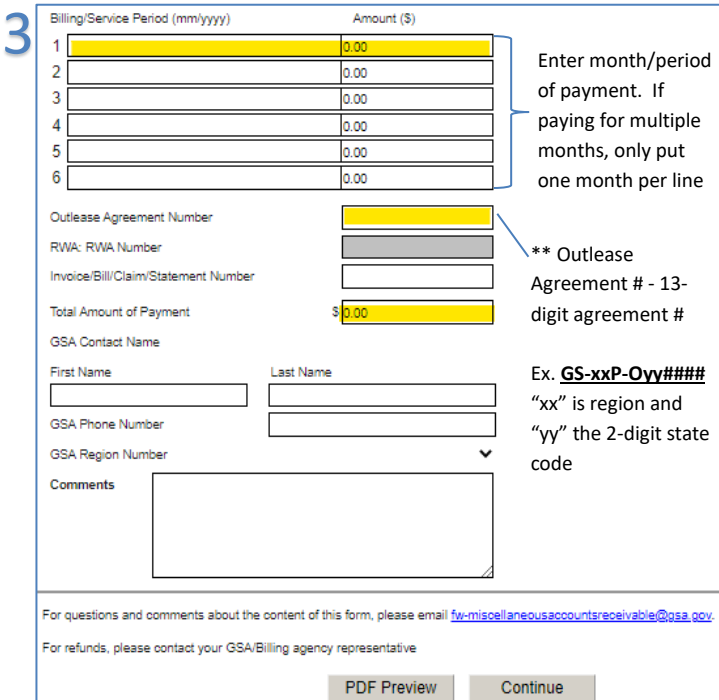 3
Billing/Service Period (mm/yyyy) Amount ($)
1 0.00
2 0.00
3 0.00
4 0.00
5 0.00
6 0.00
Enter month/period
of payment. If
paying for multiple
months, only put
one month per line
Outlease Agreement Number
RWA: RWA Number
Invoice/Bill/Claim/Statement Number
Total Amount of Payment $ 0.00
** Outlease
Agreement # - 13-
digit agreement #
GSA Contact Name
First Name Last Name
GSA Phone Number
GSA Region Number
Ex. GS-xxP-Oyy####
“xx” is region and
“yy” the 2-digit state
code
Comments
For questions and comments about the content of this form, please email fw-miscellaneousaccountsreceivable@gsa.gov.
For refunds, please contact your GSA/Billing agency representative
PDF Preview Continue